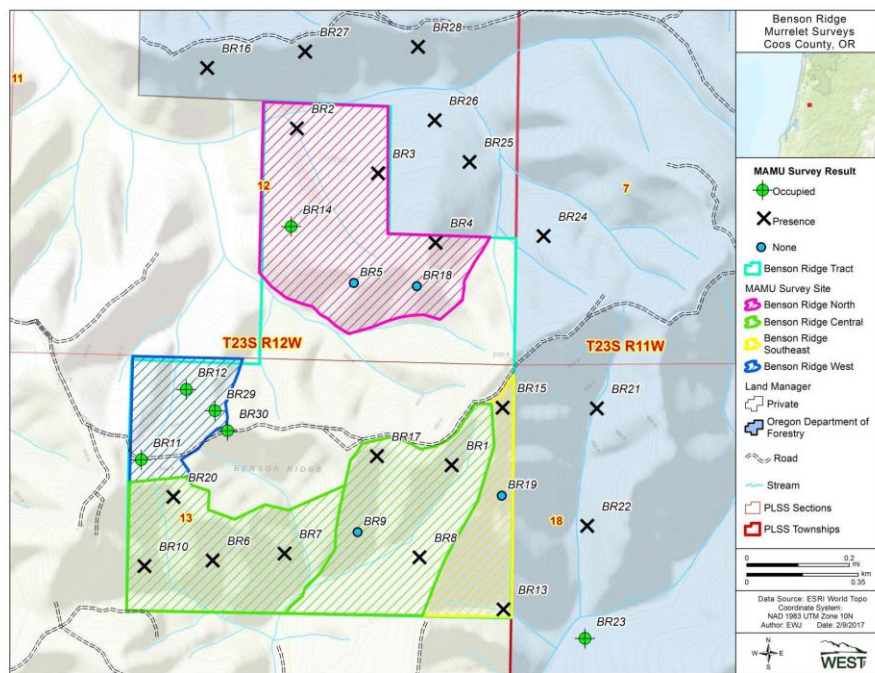 Benson Ridge
Murrelet Surveys
Coos County, OR
MAMU Survey Result
Occupied
Presence
None
Benson Ridge Tract
MAMU Survey Site
Benson Ridge North
Benson Ridge Central
Benson Ridge
Southeast
Benson Ridge West
Land Manager
Private
Oregon Department of
Forestry
Road
Stream
PLSS Sections
PLSS Townships
0 0.2
mi
km
0 0.35
Data Source: ESRI World Topo
Coordinate System:
NAD 1983 UTM Zone 10N
Author: EWJ Date: 2/9/2017
N
W E
S
WEST
BR16
BR27
BR28
11
BR2
BR26
BR3
BR25
12
7
BR14
BR4
BR24
BR5
BR18
T23S R12W
T23S R11W
BR12
BR29
BR30
BR15
BR21
BR11
BR17
BR1
BENSON RIDGE
BR20
BR19
13
18
BR22
BR9
BR10
BR6
BR7
BR8
BR13
BR23